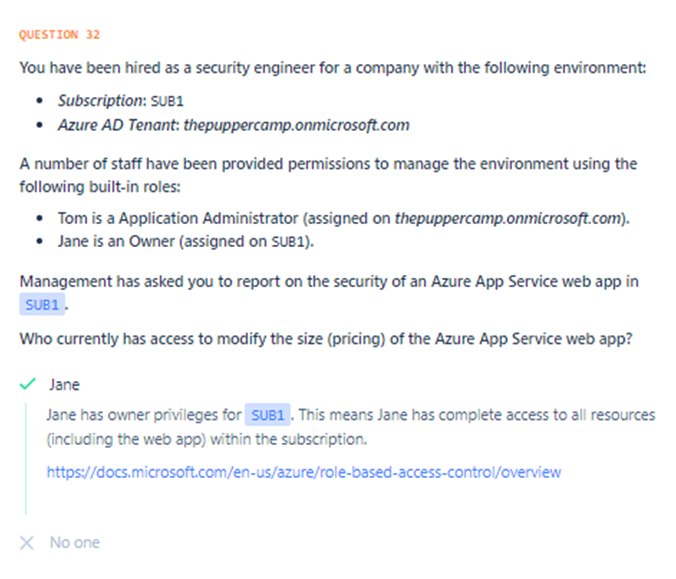 QUESTION 32
You have been hired as a security engineer for a company with the following environment:
• Subscription: SUB1
• Azure AD Tenant: thepuppercamp.onmicrosoft.com
A number of staff have been provided permissions to manage the environment using the
following built-in roles:
• Tom is a Application Administrator (assigned on thepuppercamp.onmicrosoft.com).
• Jane is an Owner (assigned on SUB1).
Management has asked you to report on the security of an Azure App Service web app in
SUB1.
Who currently has access to modify the size (pricing) of the Azure App Service web app?
Jane
Jane has owner privileges for SUB1. This means Jane has complete access to all resources
(including the web app) within the subscription.
https://docs.microsoft.com/en-us/azure/role-based-access-control/overview
No one